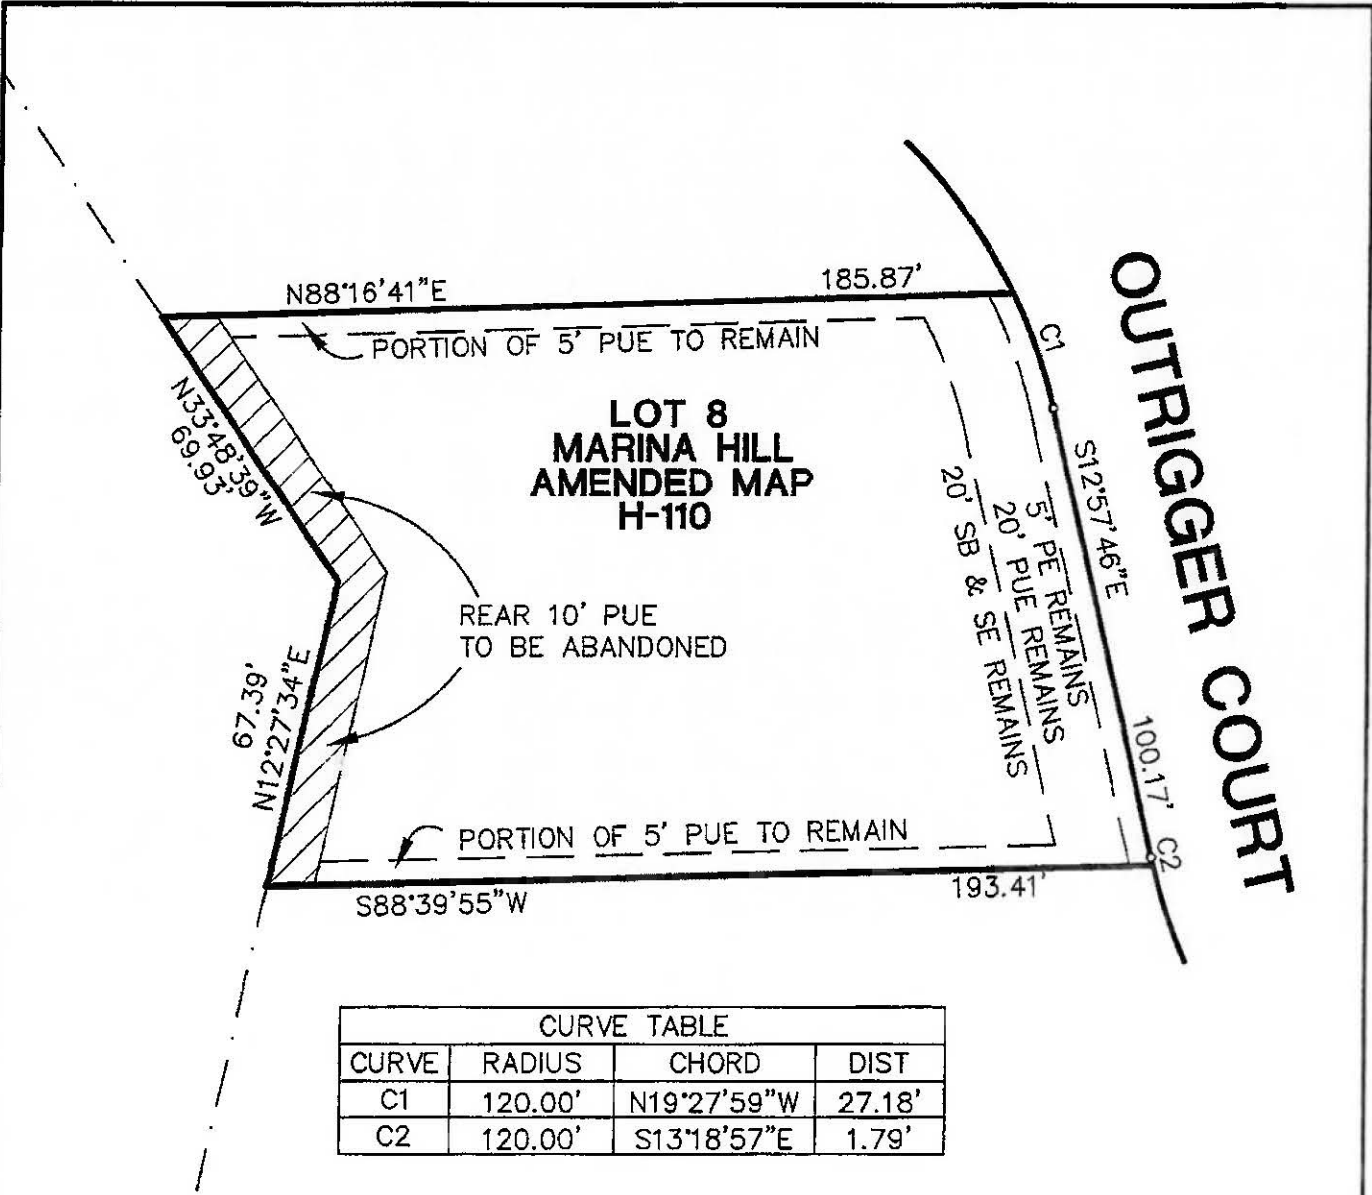 N88°16'41"E
185.87'
PORTION OF 5' PUE TO REMAIN
C1
OUTRIGGER COURT
LOT 8
MARINA HILL
AMENDED MAP
H-110
N33°48'39"W
69.93'
S12°57'46"E
100.17'
5' PE REMAINS
20' PUE REMAINS
20' SB & SE REMAINS
REAR 10' PUE
TO BE ABANDONED
67.39'
N12°27'34"E
PORTION OF 5' PUE TO REMAIN
C2
S88°39'55"W
193.41'
CURVE TABLE
CURVE RADIUS CHORD DIST
C1 120.00' N19°27'59"W 27.18'
C2 120.00' S13°18'57"E 1.79'